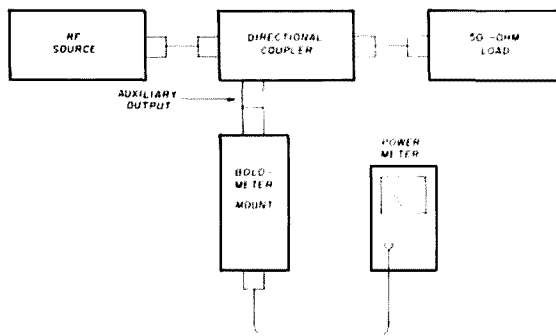 RF
SOURCE
DIRECTIONAL
COUPLER
50-OHM
LOAD
AUXILIARY
OUTPUT
BOLO-
METER
MOUNT
POWER
METER